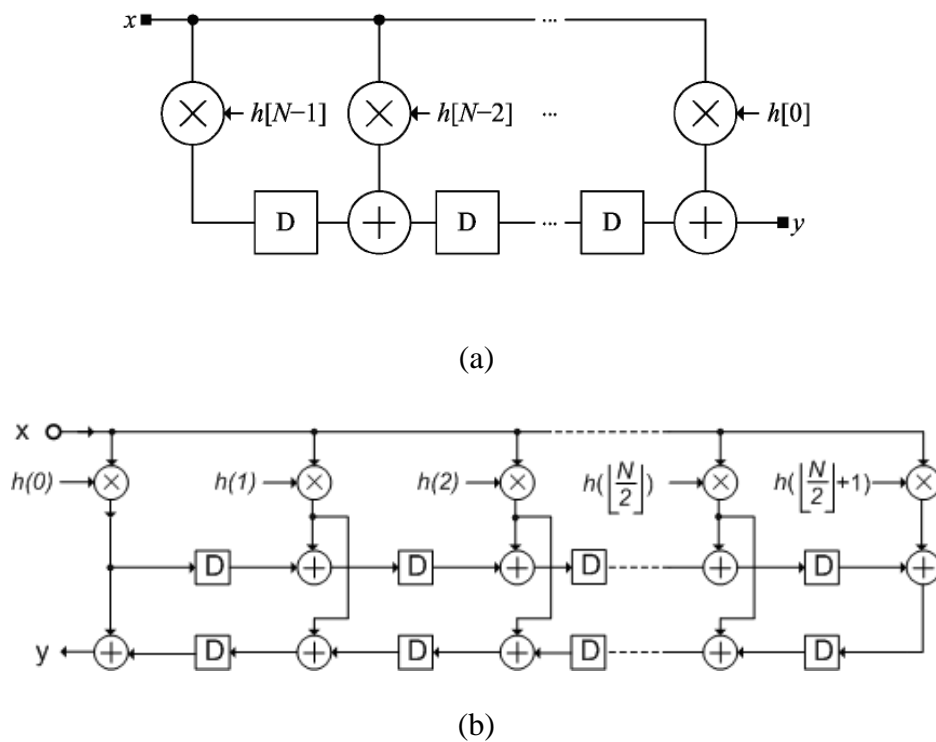 x ...
× h[N−1] × h[N−2] ... × h[0]
D + D ... D + y
(a)
x
h(0) h(1) h(2) h(⌊N/2⌋) h(⌊N/2⌋+1)
D + D + D + D +
y + D + D + D + D
(b)